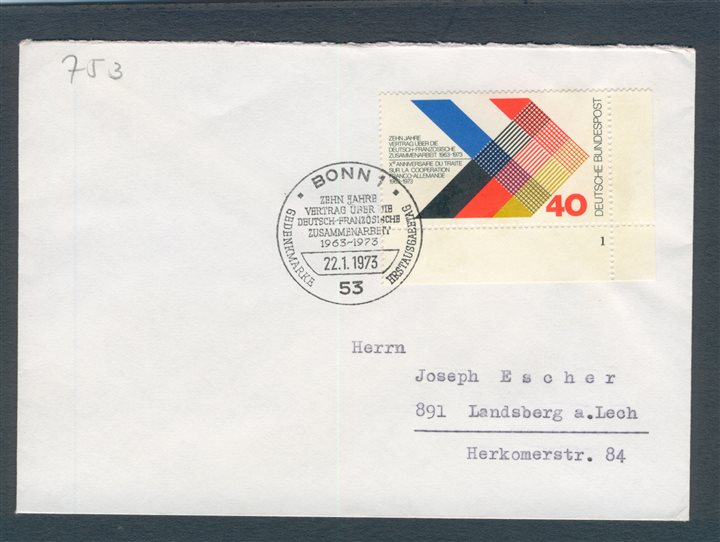 753
ZEHN JAHRE
VERTRAG ÜBER DIE
DEUTSCH-FRANZÖSISCHE
ZUSAMMENARBEIT 1963-1973
Xe ANNIVERSAIRE DU TRAITE
SUR LA COOPERATION
FRANCO-ALLEMANDE
1963-1973
40
DEUTSCHE BUNDESPOST
1
BONN 1
ZEHN JAHRE
VERTRAG ÜBER DIE
DEUTSCH-FRANZÖSISCHE
ZUSAMMENARBEIT
1963-1973
GEDENKMARKE
ERSTAUSGABETAG
22.1.1973
53
Herrn
Joseph Escher
891 Landsberg a.Lech
Herkomerstr. 84